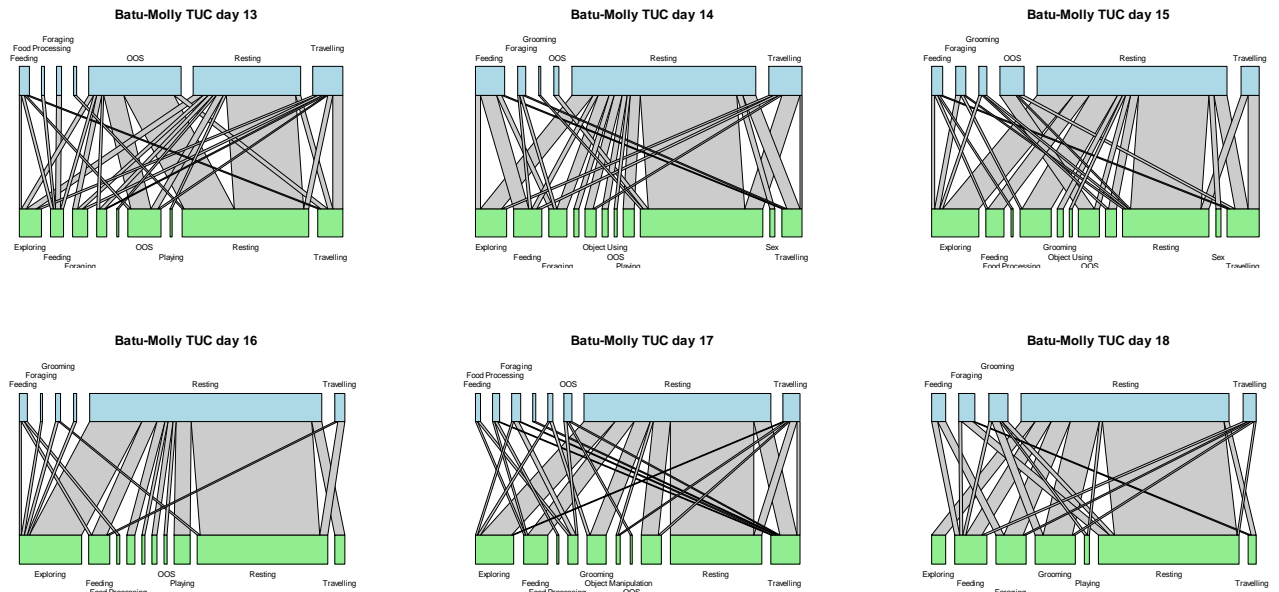 Batu-Molly TUC day 13
Batu-Molly TUC day 14
Batu-Molly TUC day 15
Foraging
Food Processing
Feeding
OOS
Resting
Travelling
Grooming
Foraging
Feeding
OOS
Resting
Travelling
Grooming
Foraging
Feeding
OOS
Resting
Travelling
Exploring
Feeding
Foraging
OOS
Playing
Resting
Travelling
Exploring
Feeding
Foraging
Object Using
OOS
Playing
Sex
Travelling
Exploring
Feeding
Food Processing
Grooming
Object Using
OOS
Resting
Sex
Travelling
Batu-Molly TUC day 16
Batu-Molly TUC day 17
Batu-Molly TUC day 18
Grooming
Foraging
Feeding
Resting
Travelling
Foraging
Food Processing
Feeding
OOS
Resting
Travelling
Grooming
Foraging
Feeding
Resting
Travelling
Exploring
Feeding
Food Processing
OOS
Playing
Resting
Travelling
Exploring
Feeding
Food Processing
Grooming
Object Manipulation
OOS
Resting
Travelling
Exploring
Feeding
Foraging
Grooming
Playing
Resting
Travelling